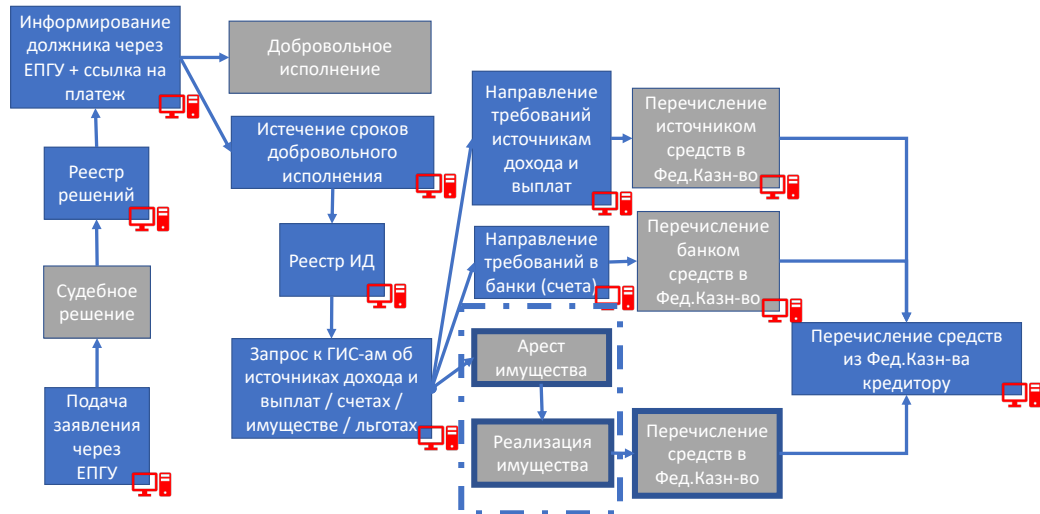 Информирование
должника через
ЕПГУ + ссылка на
платеж
Добровольное
исполнение
Истечение сроков
добровольного
исполнения
Реестр
решений
Судебное
решение
Подача
заявления
через
ЕПГУ
Реестр ИД
Запрос к ГИС-ам об
источниках дохода и
выплат / счетах /
имуществе / льготах
Направление
требований
источникам
дохода и
выплат
Перечисление
источником
средств в
Фед.Казн-во
Направление
требований в
банки (счета)
Перечисление
банком
средств в
Фед.Казн-во
Арест
имущества
Реализация
имущества
Перечисление
средств в
Фед.Казн-во
Перечисление средств
из Фед.Казн-ва
кредитору